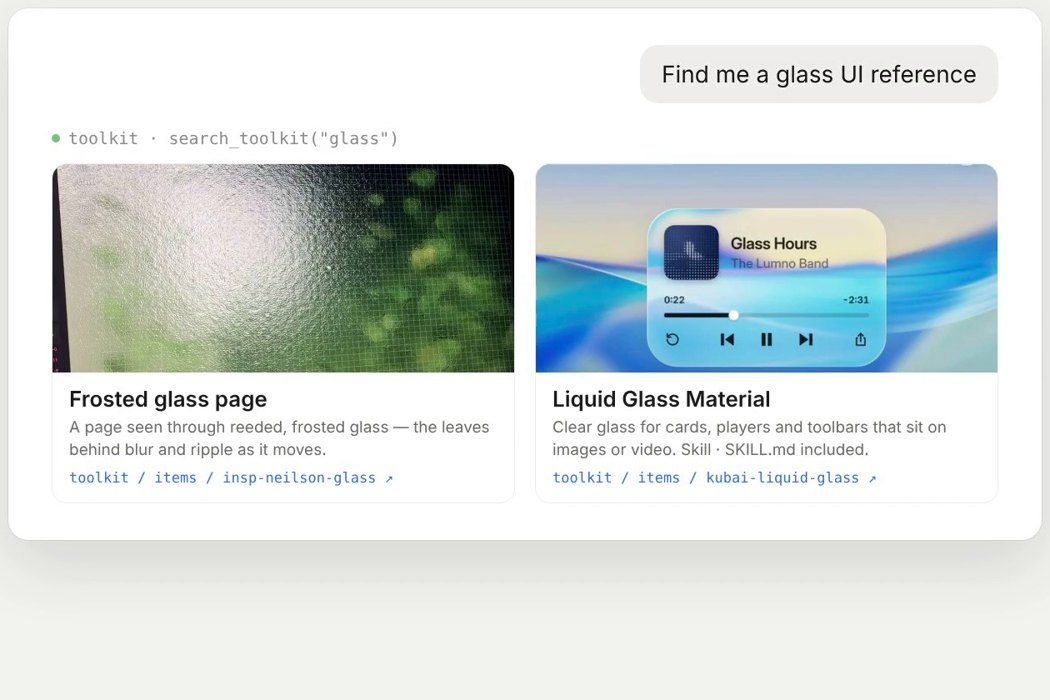 Find me a glass UI reference
toolkit · search_toolkit("glass")
Glass Hours
The Lumno Band
0:22
-2:31
Frosted glass page
A page seen through reeded, frosted glass — the leaves
behind blur and ripple as it moves.
toolkit / items / insp-neilson-glass ↗
Liquid Glass Material
Clear glass for cards, players and toolbars that sit on
images or video. Skill · SKILL.md included.
toolkit / items / kubai-liquid-glass ↗